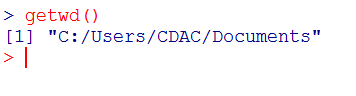 > getwd()
[1] "C:/Users/CDAC/Documents"
>